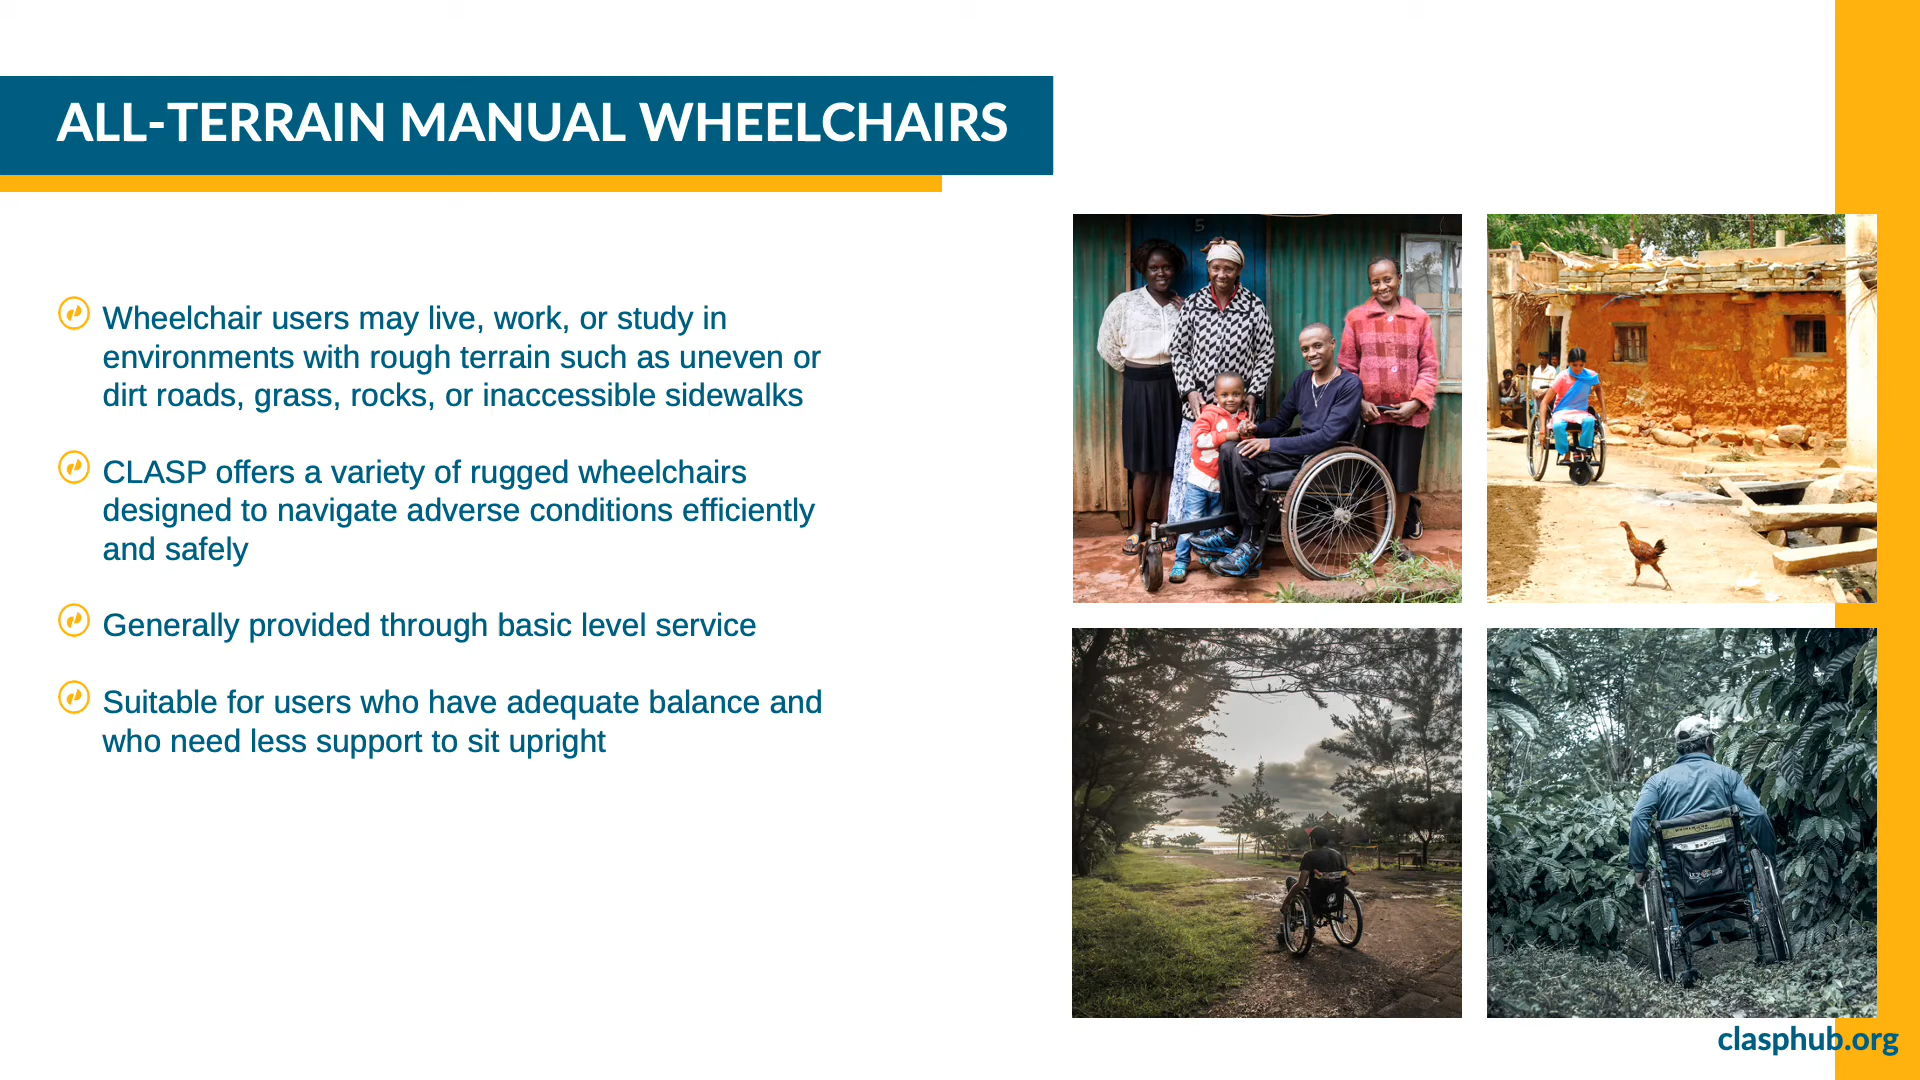 ALL-TERRAIN MANUAL WHEELCHAIRS
Wheelchair users may live, work, or study in
environments with rough terrain such as uneven or
dirt roads, grass, rocks, or inaccessible sidewalks
CLASP offers a variety of rugged wheelchairs
designed to navigate adverse conditions efficiently
and safely
Generally provided through basic level service
Suitable for users who have adequate balance and
who need less support to sit upright
5
clasphub.org